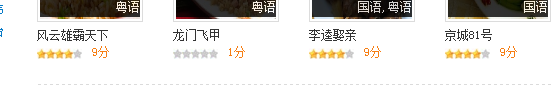 粤语 粤语 国语, 粤语 国语
风云雄霸天下 龙门飞甲 李逵娶亲 京城81号
9分 1分 9分 9分